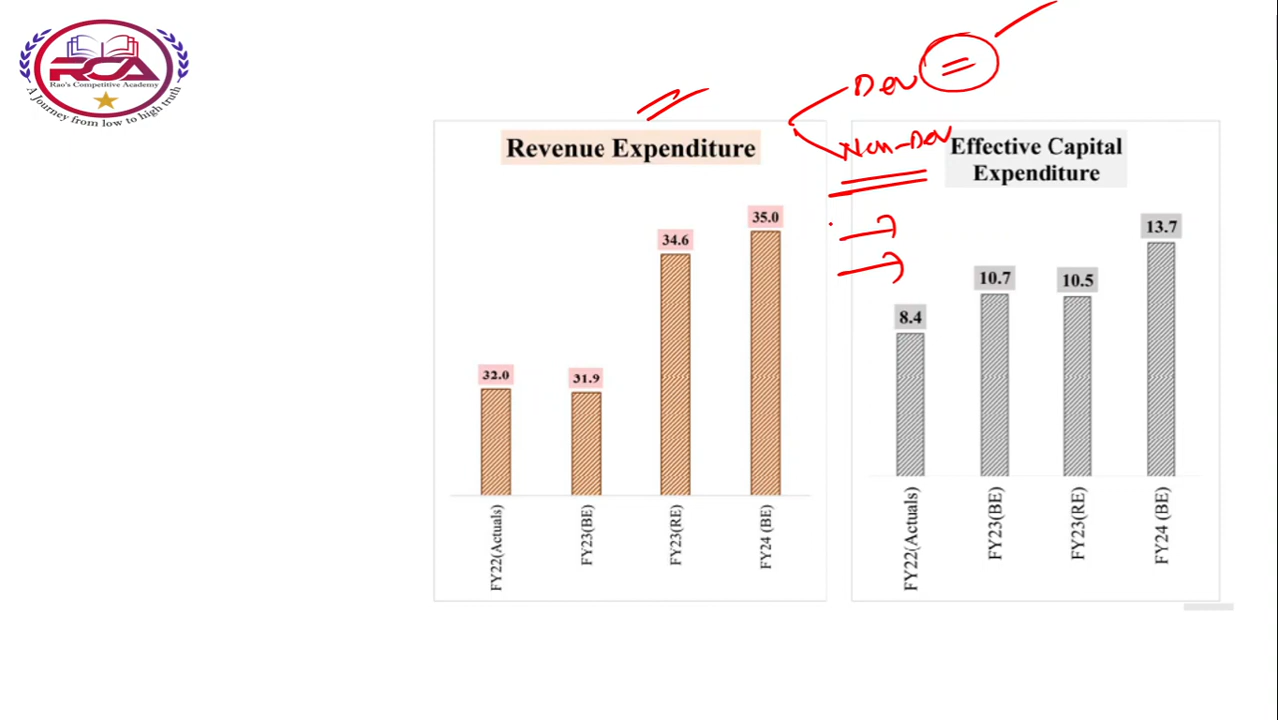 RCA
Rao's Competitive Academy
A Journey from low to high truth
Dev =
Non-Dev
Revenue Expenditure
32.0
31.9
34.6
35.0
FY22(Actuals)
FY23(BE)
FY23(RE)
FY24 (BE)
Effective Capital
Expenditure
8.4
10.7
10.5
13.7
FY22(Actuals)
FY23(BE)
FY23(RE)
FY24 (BE)